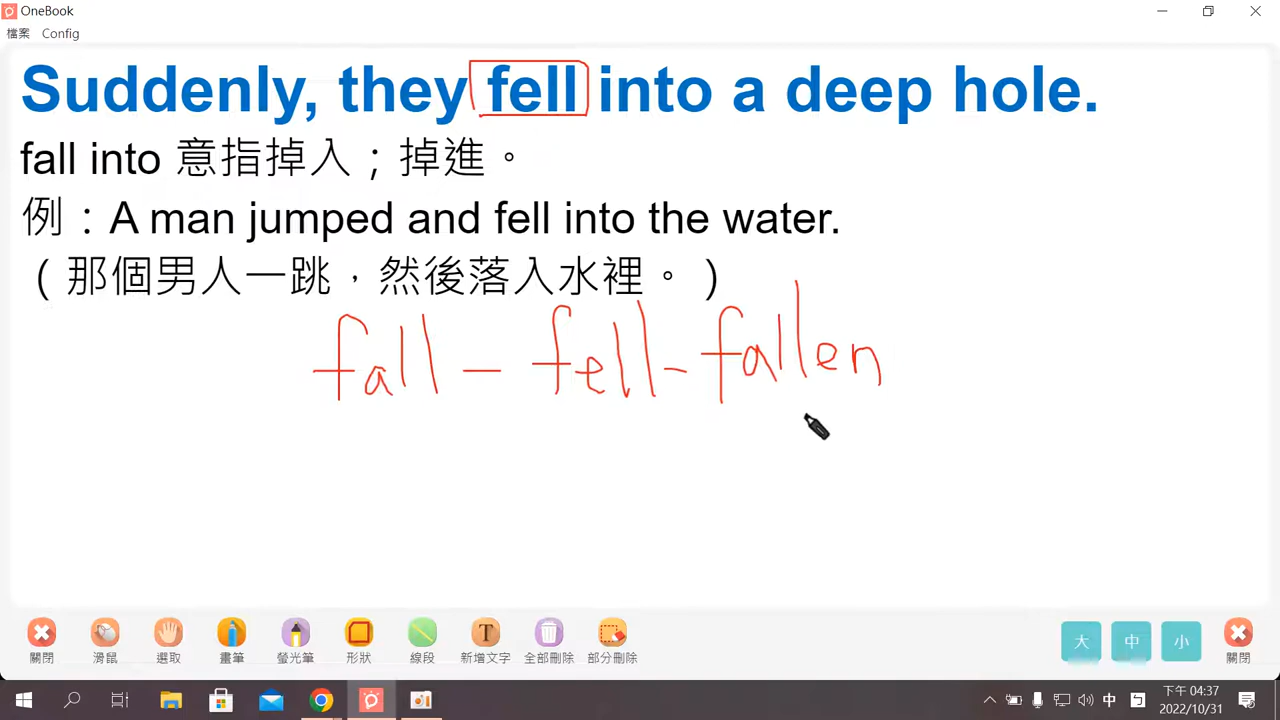 OneBook
檔案 Config
Suddenly, they fell into a deep hole.
fall into 意指掉入；掉進。
例：A man jumped and fell into the water.
（那個男人一跳，然後落入水裡。）
fall – fell - fallen
關閉 滑鼠 選取 畫筆 螢光筆 形狀 線段 新增文字 全部刪除 部分刪除 大 中 小 關閉
中 下午 04:37
2022/10/31